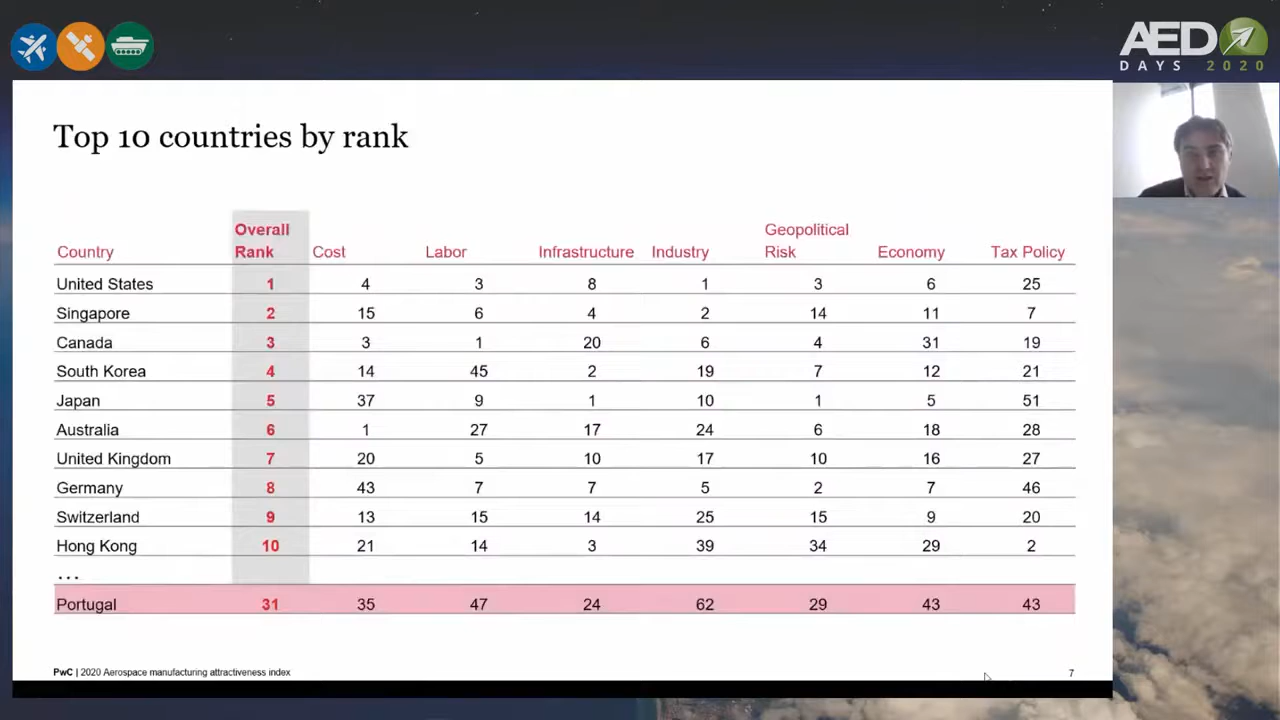 AED
DAYS 2020
Top 10 countries by rank
Country Overall Rank Cost Labor Infrastructure Industry Geopolitical Risk Economy Tax Policy
United States 1 4 3 8 1 3 6 25
Singapore 2 15 6 4 2 14 11 7
Canada 3 3 1 20 6 4 31 19
South Korea 4 14 45 2 19 7 12 21
Japan 5 37 9 1 10 1 5 51
Australia 6 1 27 17 24 6 18 28
United Kingdom 7 20 5 10 17 10 16 27
Germany 8 43 7 7 5 2 7 46
Switzerland 9 13 15 14 25 15 9 20
Hong Kong 10 21 14 3 39 34 29 2
...
Portugal 31 35 47 24 62 29 43 43
PwC | 2020 Aerospace manufacturing attractiveness index 7